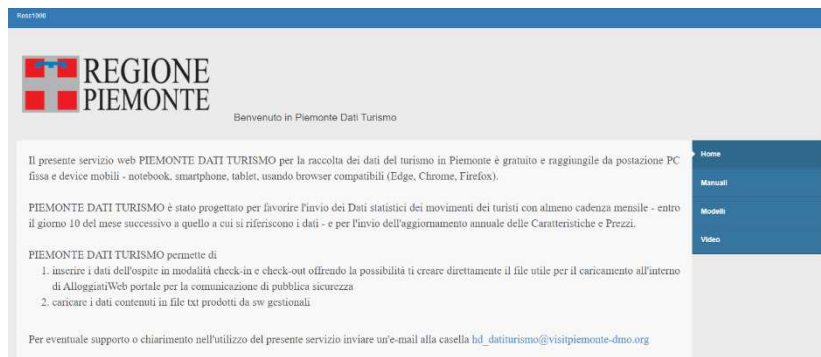 Ross1000
REGIONE
PIEMONTE
Benvenuto in Piemonte Dati Turismo
Il presente servizio web PIEMONTE DATI TURISMO per la raccolta dei dati del turismo in Piemonte è gratuito e raggiungile da postazione PC
fissa e device mobili - notebook, smartphone, tablet, usando browser compatibili (Edge, Chrome, Firefox).
PIEMONTE DATI TURISMO è stato progettato per favorire l'invio dei Dati statistici dei movimenti dei turisti con almeno cadenza mensile - entro
il giorno 10 del mese successivo a quello a cui si riferiscono i dati - e per l'invio dell'aggiornamento annuale delle Caratteristiche e Prezzi.
PIEMONTE DATI TURISMO permette di
1. inserire i dati dell'ospite in modalità check-in e check-out offrendo la possibilità ti creare direttamente il file utile per il caricamento all'interno
di AlloggiatiWeb portale per la comunicazione di pubblica sicurezza
2. caricare i dati contenuti in file txt prodotti da sw gestionali
Per eventuale supporto o chiarimento nell'utilizzo del presente servizio inviare un'e-mail alla casella hd_datiturismo@visitpiemonte-dmo.org
Home
Manuali
Modelli
Video